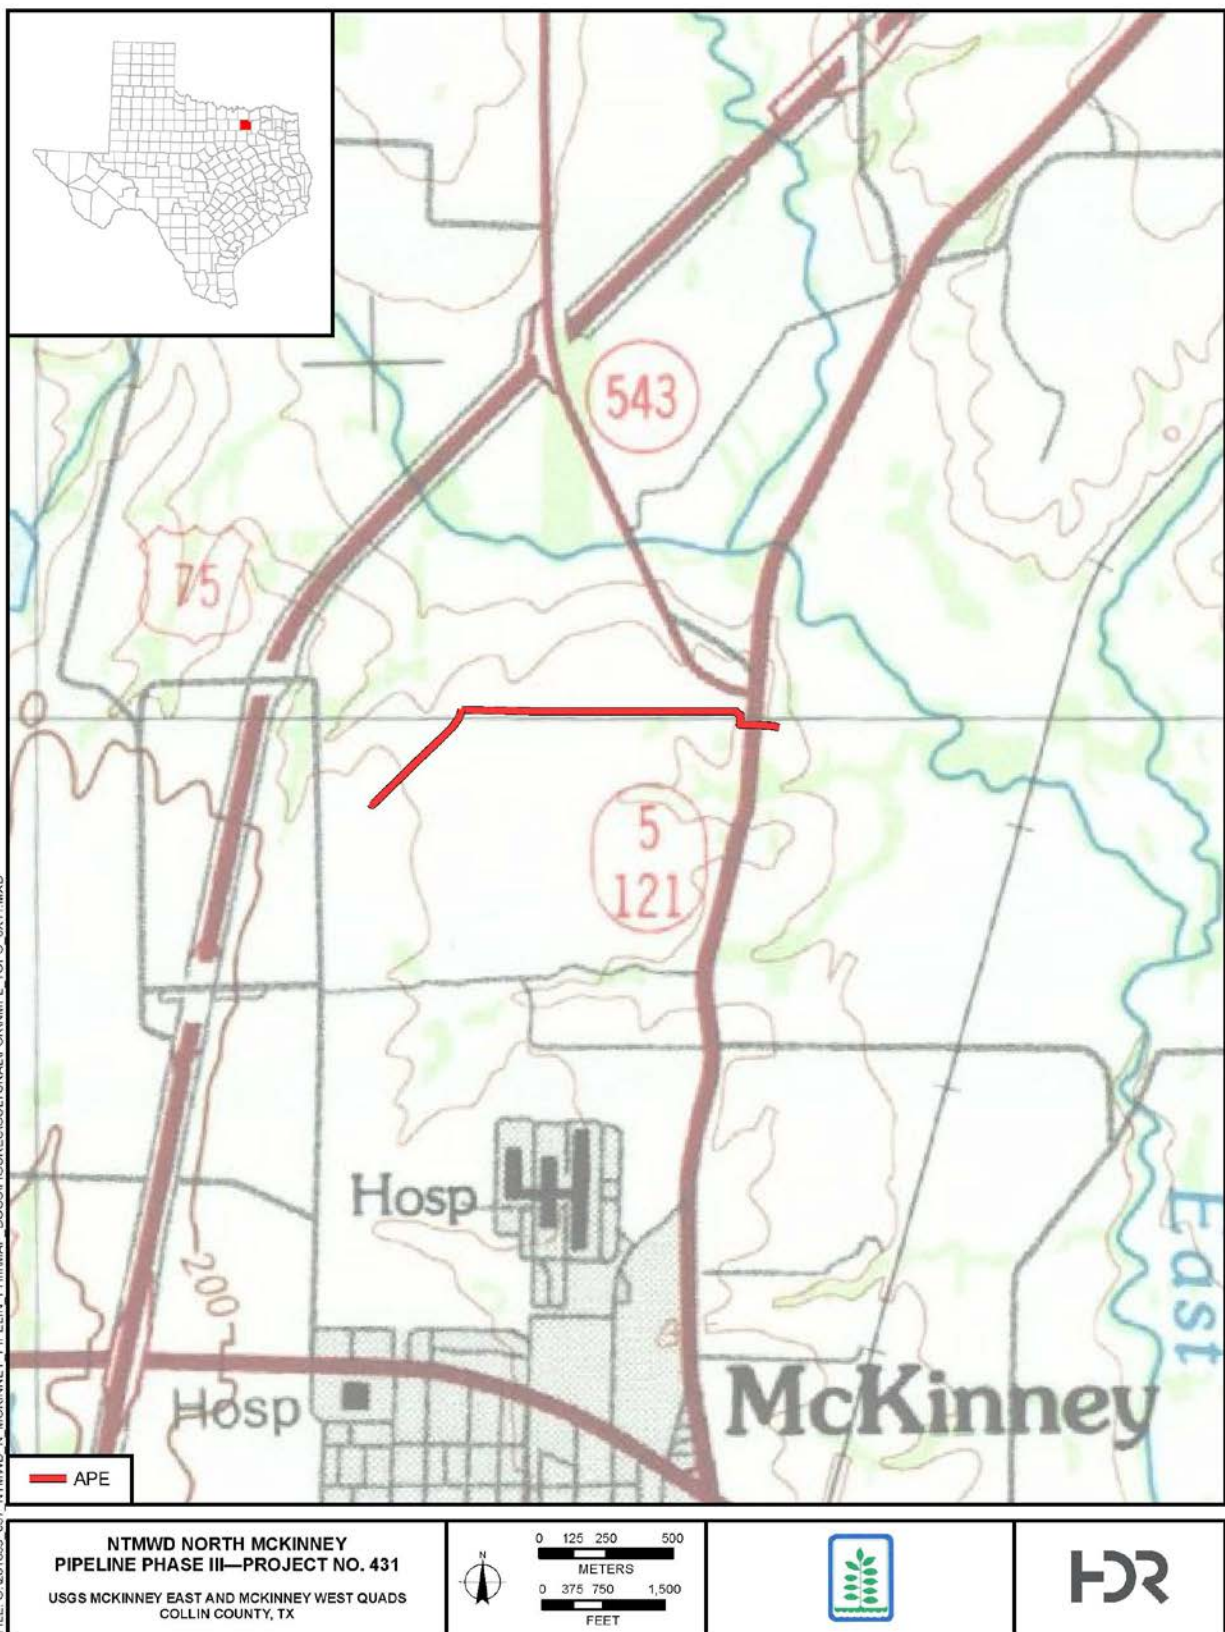 543
75
5
121
Hosp
200
Hosp
McKinney
East
APE
NTMWD NORTH MCKINNEY
PIPELINE PHASE III—PROJECT NO. 431
USGS MCKINNEY EAST AND MCKINNEY WEST QUADS
COLLIN COUNTY, TX
N
0 125 250 500
METERS
0 375 750 1,500
FEET
HDR